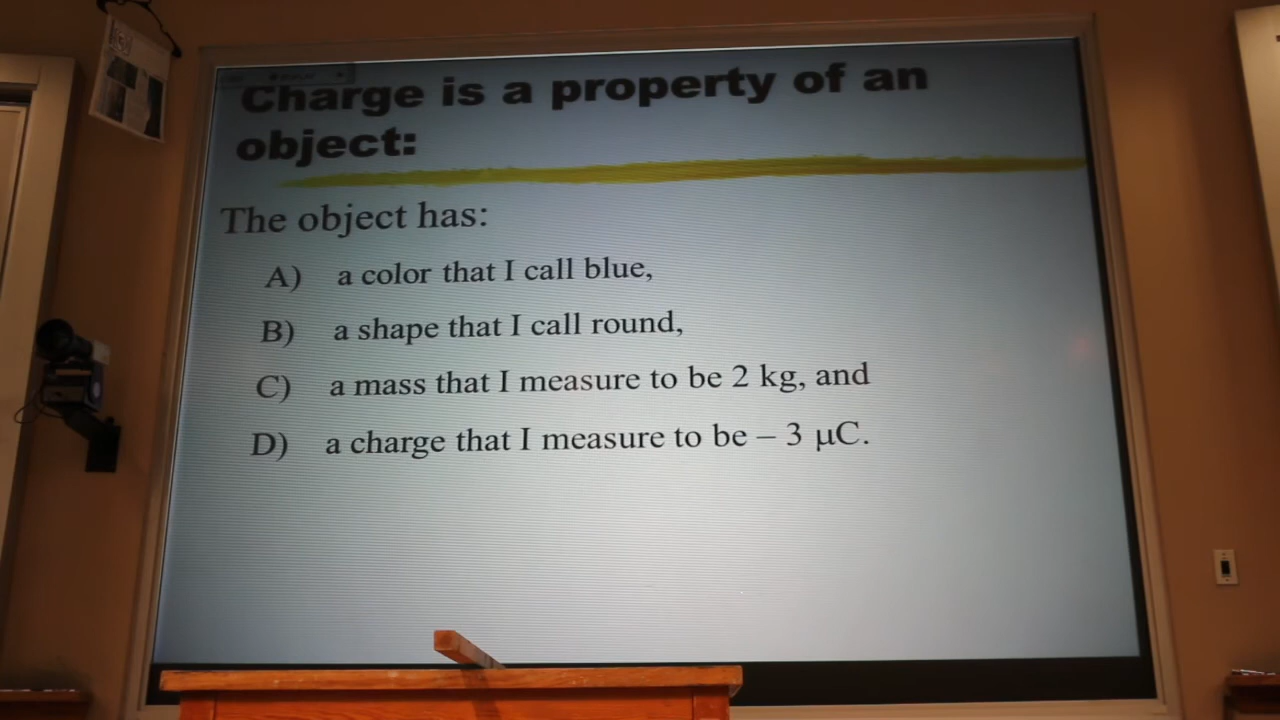 Charge is a property of an
object:
The object has:
A) a color that I call blue,
B) a shape that I call round,
C) a mass that I measure to be 2 kg, and
D) a charge that I measure to be – 3 μC.